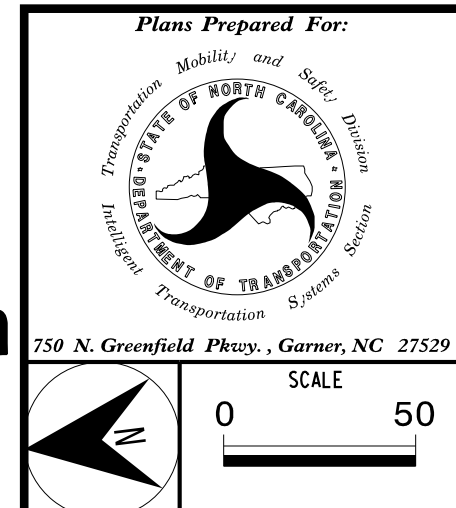 Plans Prepared For:
Transportation Mobility and Safety Division
STATE OF NORTH CAROLINA
DEPARTMENT OF TRANSPORTATION
Intelligent Transportation Systems Section
750 N. Greenfield Pkwy., Garner, NC 27529
SCALE
0 50
N